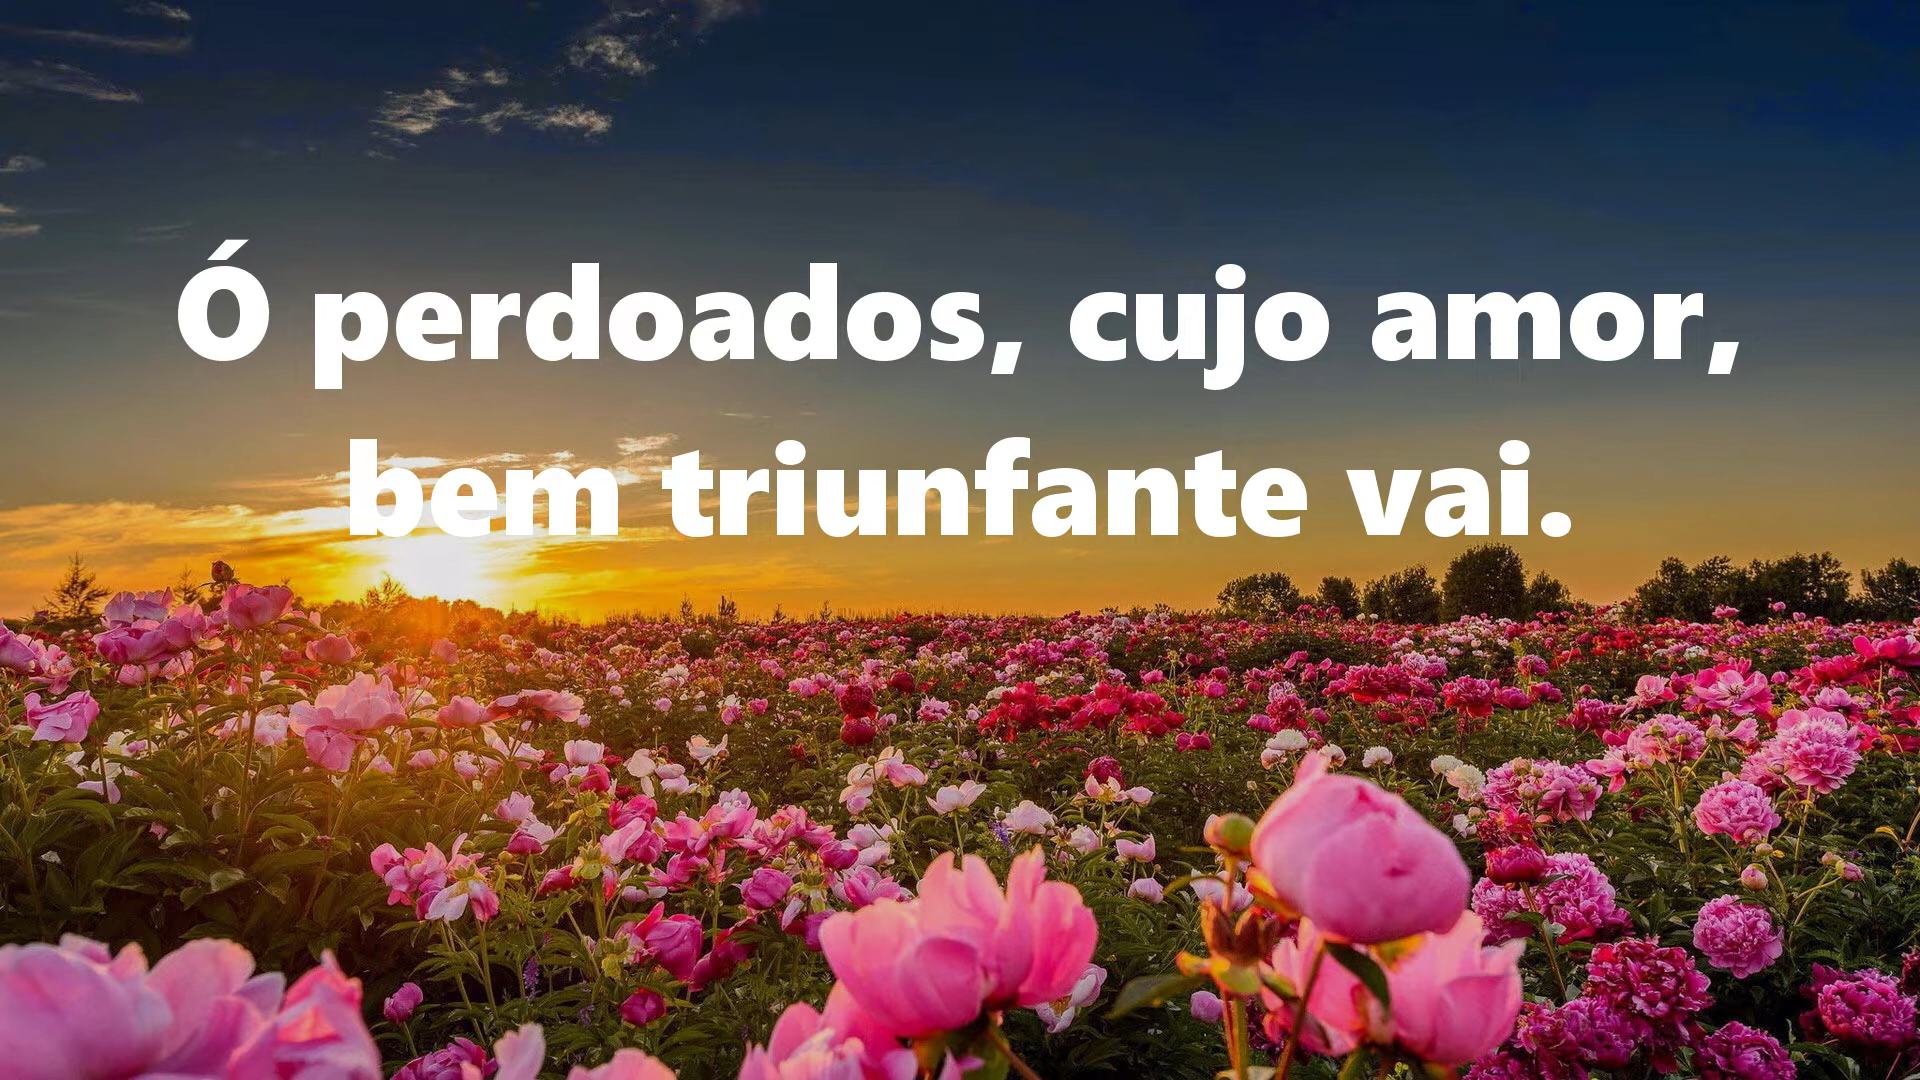 Ó perdoados, cujo amor,
bem triunfante vai.